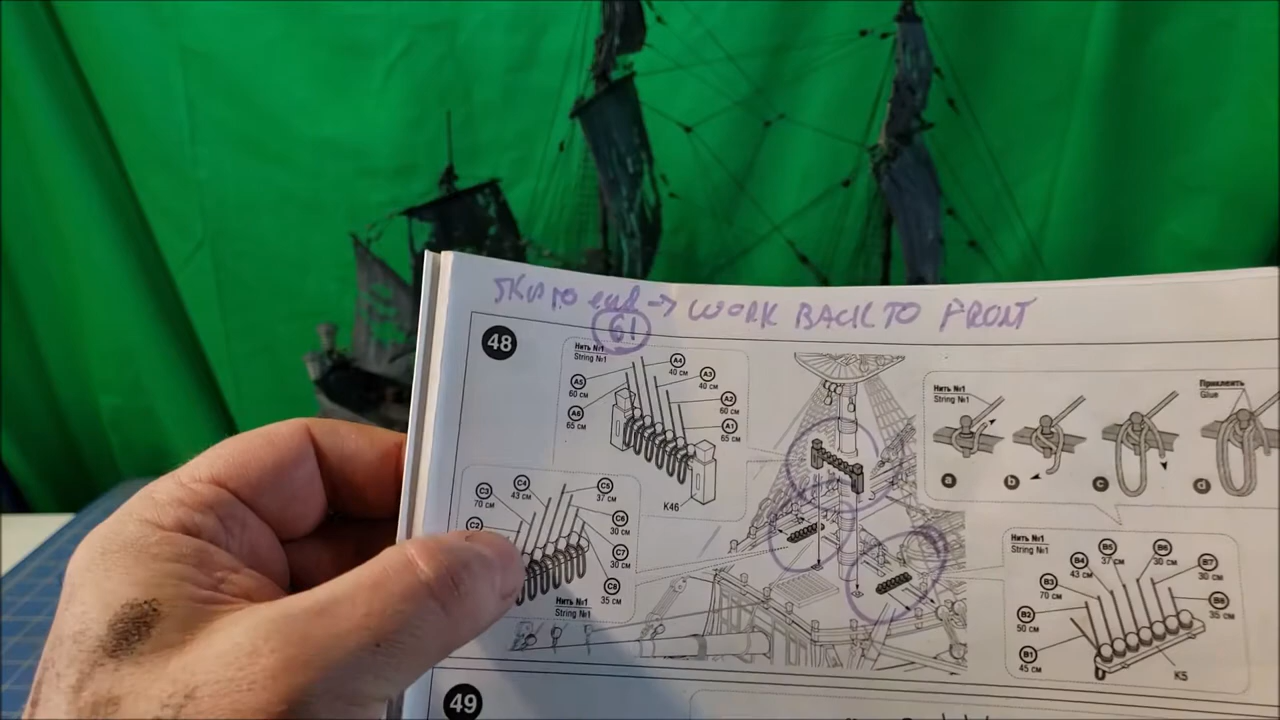 SKIP TO end → WORK BACK TO FRONT
61
48
Нить №1
String №1
A4
40 см
A3
40 см
A5
60 см
A2
60 см
A6
65 см
A1
65 см
K46
C5
37 см
C4
43 см
C3
70 см
C2
C6
30 см
C7
30 см
C8
35 см
Нить №1
String №1
Нить №1
String №1
Приклеить
Glue
a
b
c
d
Нить №1
String №1
B5
37 см
B6
30 см
B4
43 см
B7
30 см
B3
70 см
B8
35 см
B2
50 см
B1
45 см
K5
49